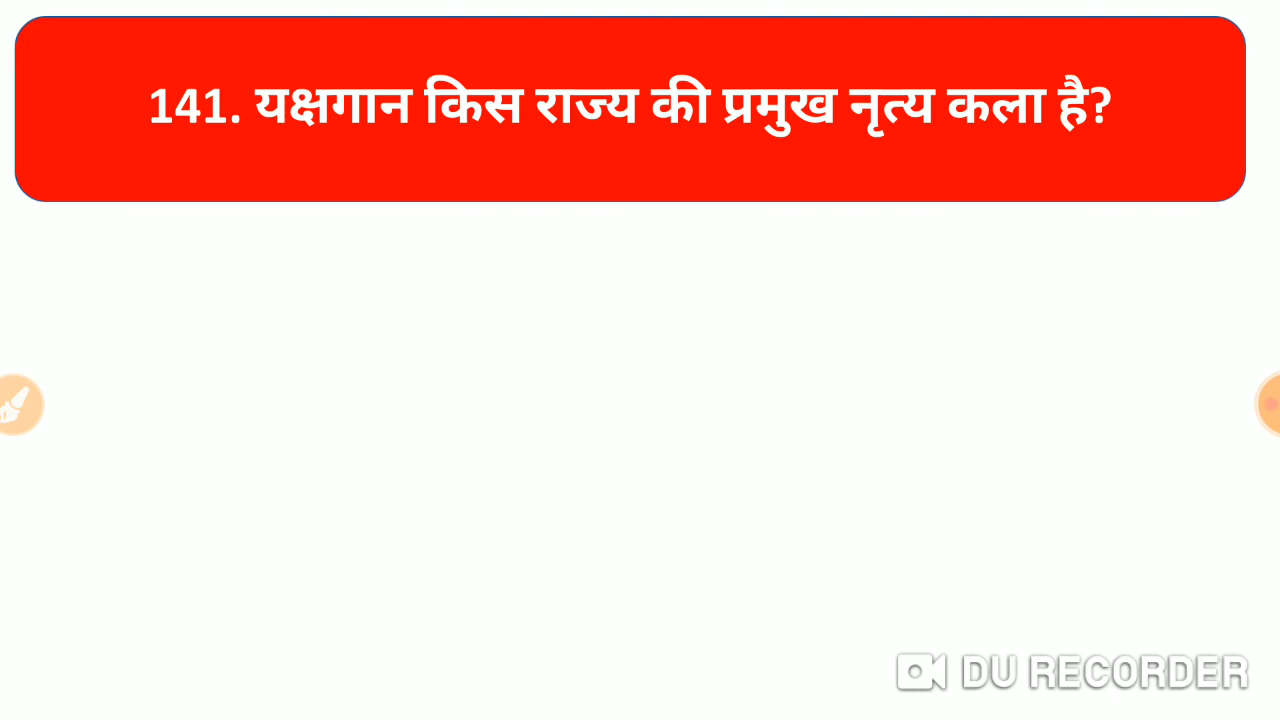 141. यक्षगान किस राज्य की प्रमुख नृत्य कला है?
DU RECORDER